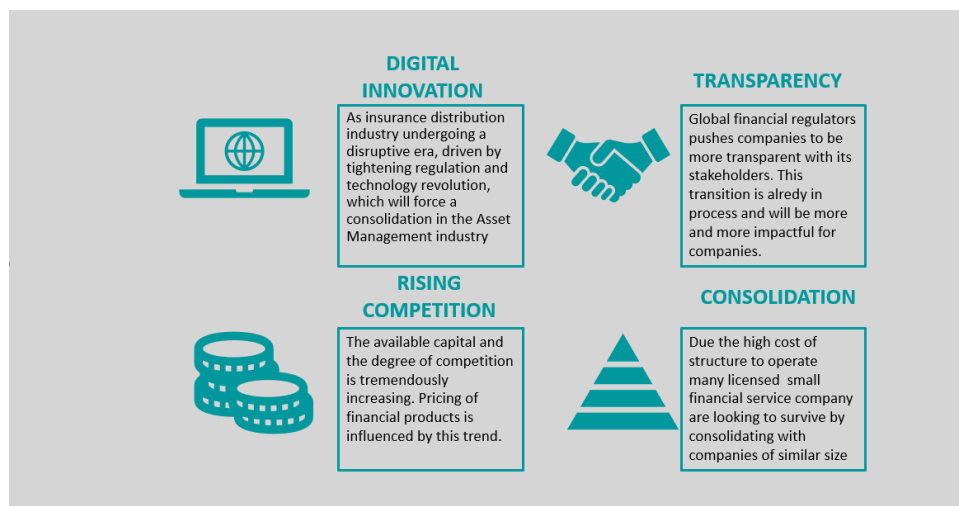 DIGITAL
INNOVATION
As insurance distribution
industry undergoing a
disruptive era, driven by
tightening regulation and
technology revolution,
which will force a
consolidation in the Asset
Management industry
TRANSPARENCY
Global financial regulators
pushes companies to be
more transparent with its
stakeholders. This
transition is alredy in
process and will be more
and more impactful for
companies.
RISING
COMPETITION
The available capital and
the degree of competition
is tremendously
increasing. Pricing of
financial products is
influenced by this trend.
CONSOLIDATION
Due the high cost of
structure to operate
many licensed  small
financial service company
are looking to survive by
consolidating with
companies of similar size